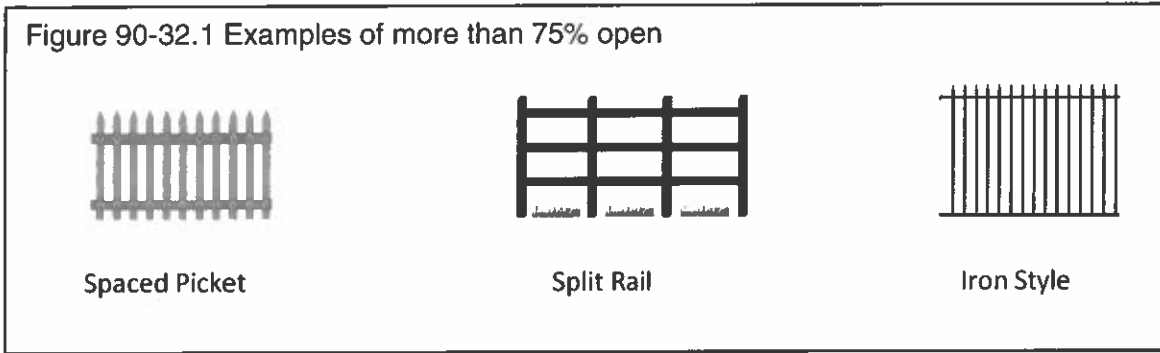 Figure 90-32.1 Examples of more than 75% open
Spaced Picket
Split Rail
Iron Style